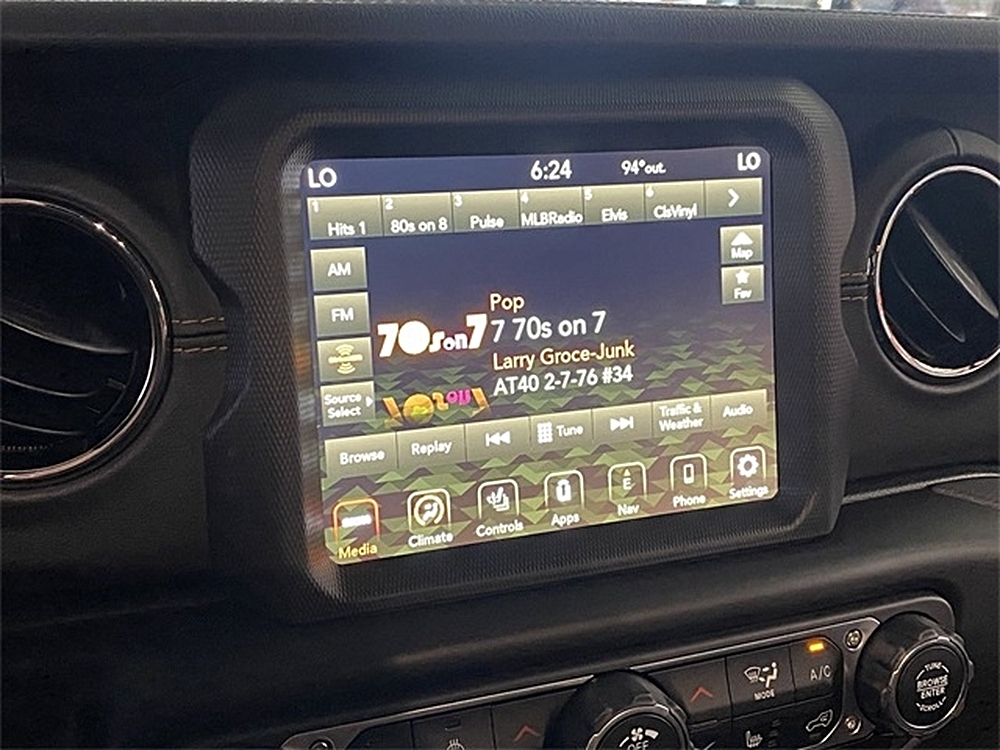 LO 6:24 94° out. LO
1 Hits 1 2 80s on 8 3 Pulse 4 MLBRadio 5 Elvis 6 ClsVinyl
AM
Map
FM
Fav
Pop
70s on 7 7 70s on 7
Larry Groce-Junk
AT40 2-7-76 #34
Source
Select
Browse Replay Tune Traffic &
Weather Audio
Media Climate Controls Apps E Nav Phone Settings
MODE
A/C
OFF
TUNE
BROWSE
ENTER
SCROLL